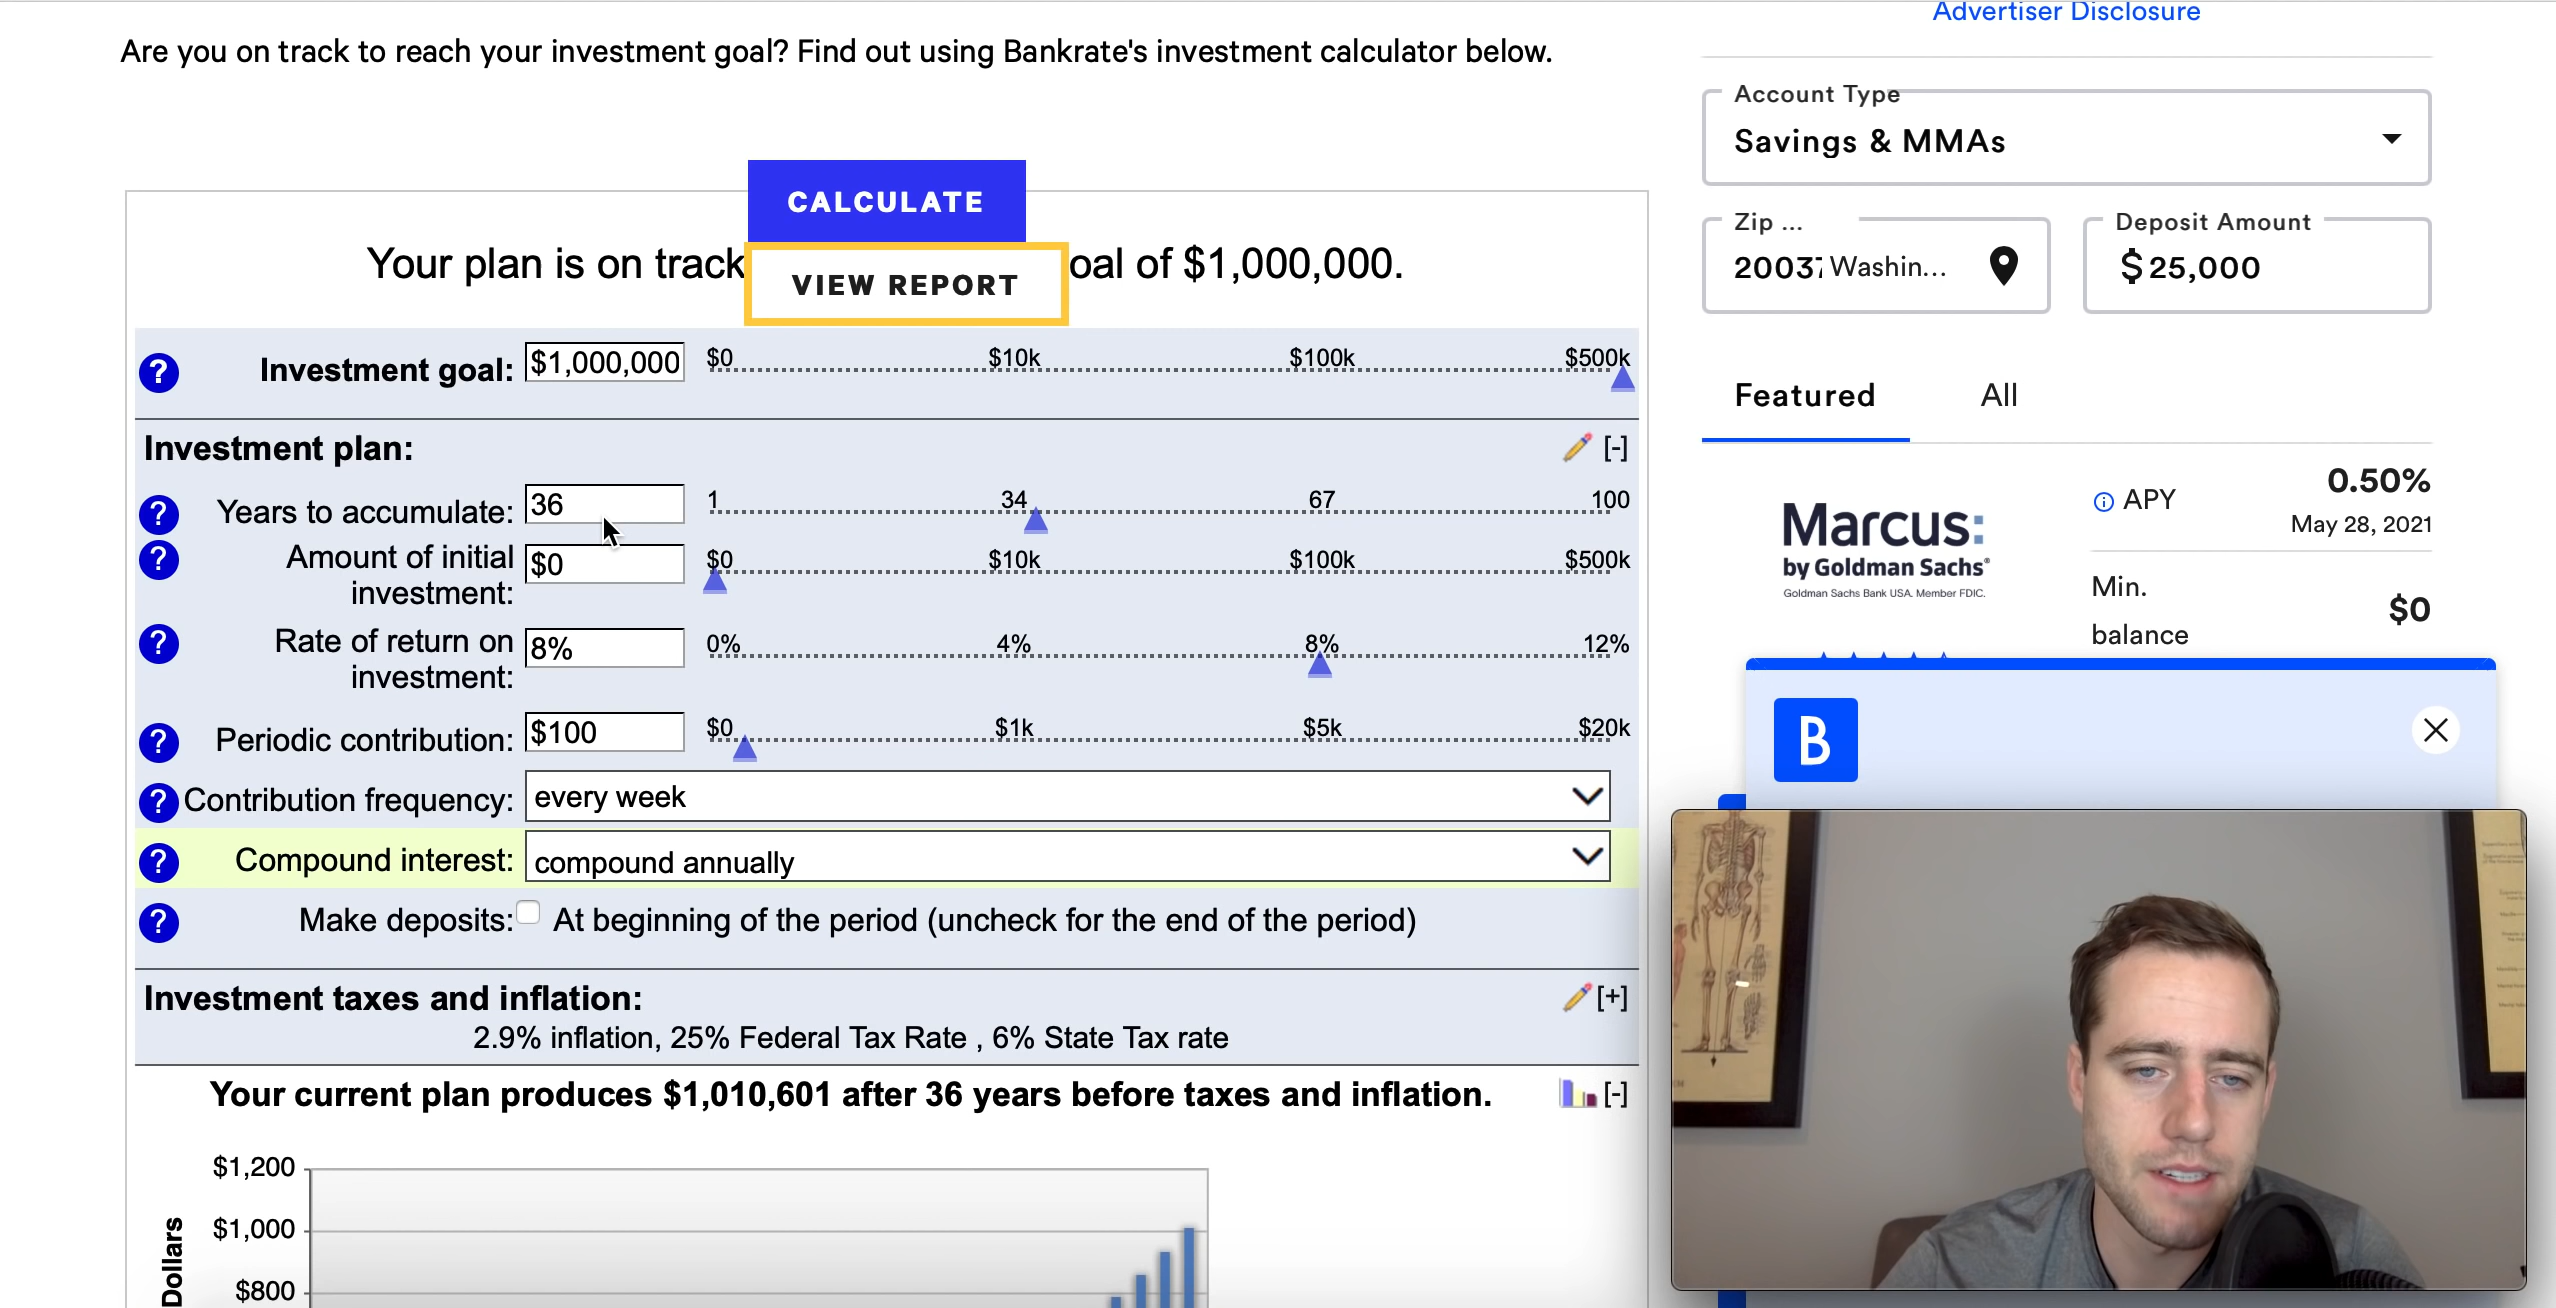 Advertiser Disclosure
Are you on track to reach your investment goal? Find out using Bankrate's investment calculator below.
CALCULATE
Your plan is on track
oal of $1,000,000.
VIEW REPORT
? Investment goal: $1,000,000 $0 $10k $100k $500k
Investment plan: [-]
? Years to accumulate: 36 1 34 67 100
? Amount of initial investment: $0 $0 $10k $100k $500k
? Rate of return on investment: 8% 0% 4% 8% 12%
? Periodic contribution: $100 $0 $1k $5k $20k
? Contribution frequency: every week
? Compound interest: compound annually
? Make deposits: At beginning of the period (uncheck for the end of the period)
Investment taxes and inflation: [+]
2.9% inflation, 25% Federal Tax Rate , 6% State Tax rate
Your current plan produces $1,010,601 after 36 years before taxes and inflation. [-]
$1,200
$1,000
$800
Dollars
Account Type
Savings & MMAs
Zip ...
20037 Washin...
Deposit Amount
$ 25,000
Featured All
Marcus:
by Goldman Sachs®
Goldman Sachs Bank USA. Member FDIC.
APY 0.50%
May 28, 2021
Min.
balance
$0
B